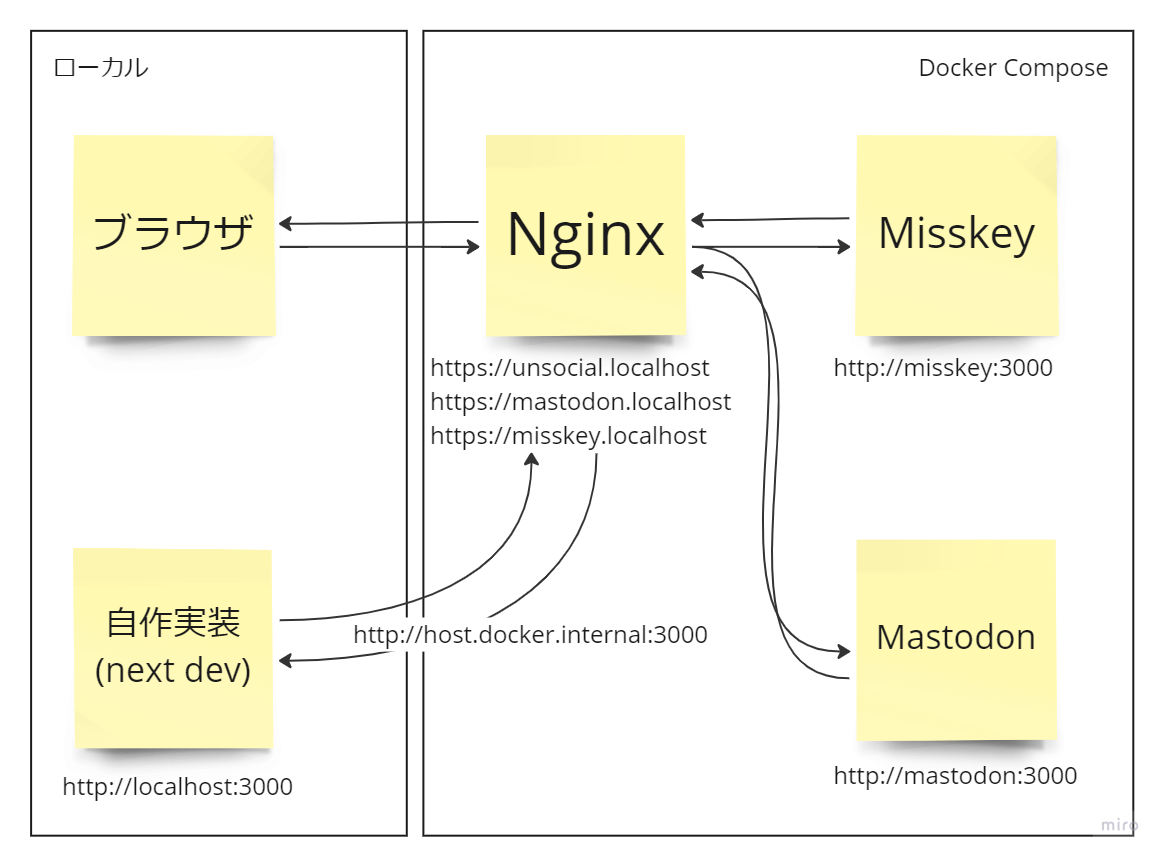 ローカル
Docker Compose
ブラウザ
Nginx
Misskey
https://unsocial.localhost
https://mastodon.localhost
https://misskey.localhost
http://misskey:3000
自作実装
(next dev)
http://host.docker.internal:3000
Mastodon
http://localhost:3000
http://mastodon:3000
miro